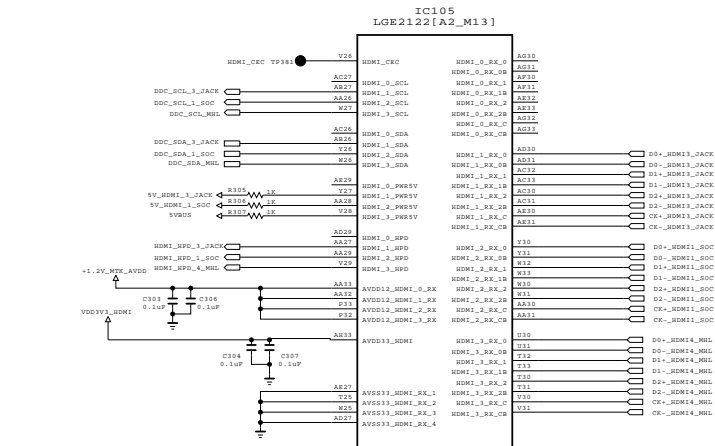 IC105
LGE2122[A2_M13]
HDMI_CEC TP381 V26 HDMI_CEC
AC27 HDMI_0_SCL
DDC_SCL_3_JACK AB27 HDMI_1_SCL
DDC_SCL_1_SOC AA26 HDMI_2_SCL
DDC_SCL_MHL W27 HDMI_3_SCL
AC26 HDMI_0_SDA
DDC_SDA_3_JACK AB26 HDMI_1_SDA
DDC_SDA_1_SOC Y26 HDMI_2_SDA
DDC_SDA_MHL W26 HDMI_3_SDA
AE29 HDMI_0_PWR5V
5V_HDMI_3_JACK R305 1K Y27 HDMI_1_PWR5V
5V_HDMI_1_SOC R306 1K AA28 HDMI_2_PWR5V
5VBUS R307 1K V28 HDMI_3_PWR5V
AD29 HDMI_0_HPD
HDMI_HPD_3_JACK AA27 HDMI_1_HPD
HDMI_HPD_1_SOC AA29 HDMI_2_HPD
HDMI_HPD_4_MHL V29 HDMI_3_HPD
+1.2V_MTK_AVDD
AA33 AVDD12_HDMI_0_RX
AA32 AVDD12_HDMI_1_RX
P33 AVDD12_HDMI_2_RX
P32 AVDD12_HDMI_3_RX
C303 0.1uF
C306 0.1uF
VDD3V3_HDMI
AH33 AVDD33_HDMI
C304 0.1uF
C307 0.1uF
AE27 AVSS33_HDMI_RX_1
T25 AVSS33_HDMI_RX_2
W25 AVSS33_HDMI_RX_3
AD27 AVSS33_HDMI_RX_4
HDMI_0_RX_0 AG30
HDMI_0_RX_0B AG31
HDMI_0_RX_1 AF30
HDMI_0_RX_1B AF31
HDMI_0_RX_2 AE32
HDMI_0_RX_2B AE33
HDMI_0_RX_C AG32
HDMI_0_RX_CB AG33
HDMI_1_RX_0 AD30 D0+_HDMI3_JACK
HDMI_1_RX_0B AD31 D0-_HDMI3_JACK
HDMI_1_RX_1 AC32 D1+_HDMI3_JACK
HDMI_1_RX_1B AC33 D1-_HDMI3_JACK
HDMI_1_RX_2 AC30 D2+_HDMI3_JACK
HDMI_1_RX_2B AC31 D2-_HDMI3_JACK
HDMI_1_RX_C AE30 CK+_HDMI3_JACK
HDMI_1_RX_CB AE31 CK-_HDMI3_JACK
HDMI_2_RX_0 Y30 D0+_HDMI1_SOC
HDMI_2_RX_0B Y31 D0-_HDMI1_SOC
HDMI_2_RX_1 W32 D1+_HDMI1_SOC
HDMI_2_RX_1B W33 D1-_HDMI1_SOC
HDMI_2_RX_2 W30 D2+_HDMI1_SOC
HDMI_2_RX_2B W31 D2-_HDMI1_SOC
HDMI_2_RX_C AA30 CK+_HDMI1_SOC
HDMI_2_RX_CB AA31 CK-_HDMI1_SOC
HDMI_3_RX_0 U30 D0+_HDMI4_MHL
HDMI_3_RX_0B U31 D0-_HDMI4_MHL
HDMI_3_RX_1 T32 D1+_HDMI4_MHL
HDMI_3_RX_1B T33 D1-_HDMI4_MHL
HDMI_3_RX_2 T30 D2+_HDMI4_MHL
HDMI_3_RX_2B T31 D2-_HDMI4_MHL
HDMI_3_RX_C V30 CK+_HDMI4_MHL
HDMI_3_RX_CB V31 CK-_HDMI4_MHL